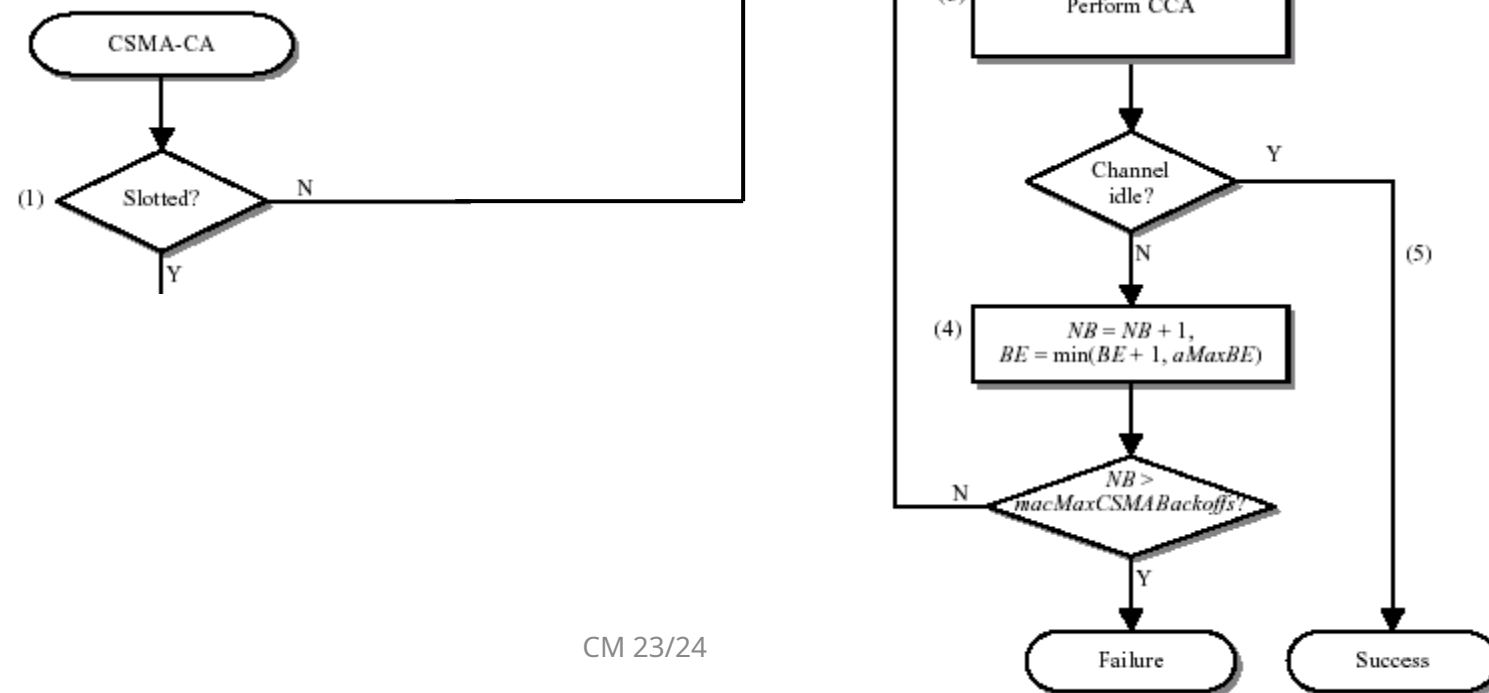 CSMA-CA
(1)
Slotted?
N
Y
Perform CCA
Channel
idle?
Y
N
(5)
(4)
NB = NB + 1,
BE = min(BE + 1, aMaxBE)
NB >
macMaxCSMABackoffs?
N
Y
Failure
Success
CM 23/24